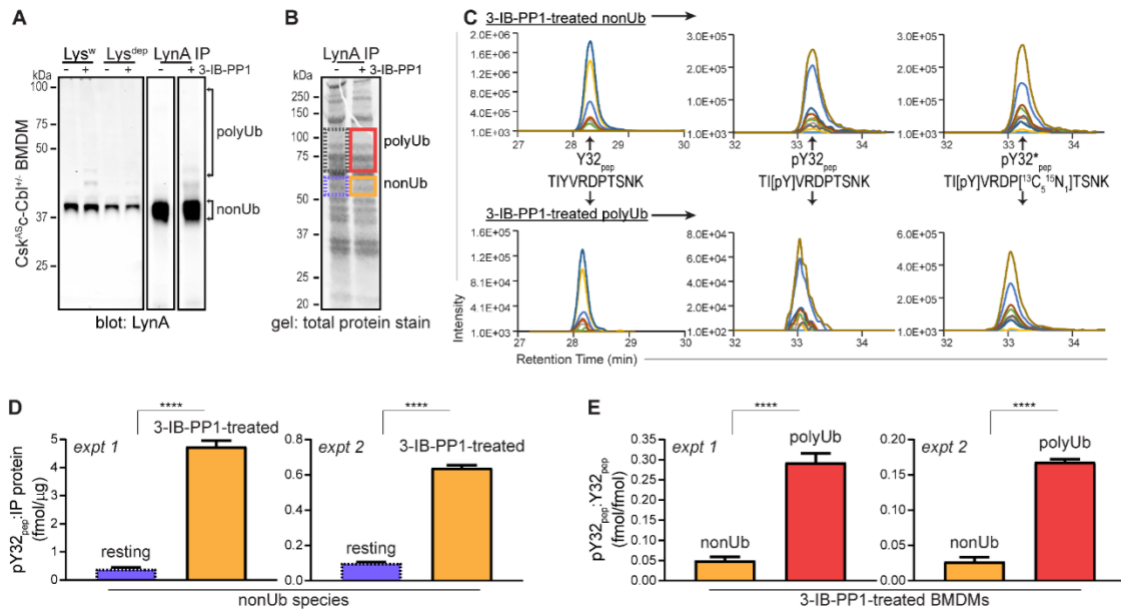 A
Lysʷ Lysᵈᵉᵖ LynA IP
- + - + - + 3-IB-PP1
kDa
100
50
37
25
polyUb
nonUb
Cskᴬˢc-Cbl⁺/⁻ BMDM
blot: LynA
B
LynA IP
- + 3-IB-PP1
kDa
250
150
100
75
50
37
25
20
polyUb
nonUb
gel: total protein stain
C
3-IB-PP1-treated nonUb
2.0E+06
1.6E+06
1.2E+06
8.0E+05
4.0E+05
1.0E+03
27 28 29 30
3.0E+05
2.0E+05
1.0E+05
1.0E+03
32 33 34
3.0E+05
2.0E+05
1.0E+05
1.0E+03
32 33 34
Y32pep
TIYVRDPTSNK
pY32pep
TI[pY]VRDPTSNK
pY32*pep
TI[pY]VRDP[¹³C₅¹⁵N₁]TSNK
3-IB-PP1-treated polyUb
1.6E+05
1.2E+05
8.1E+04
4.1E+04
1.0E+03
27 28 29 30
8.0E+04
6.0E+04
4.0E+04
2.0E+04
1.0E+02
32 33 34
6.0E+05
4.0E+05
2.0E+05
1.0E+03
32 33 34
Intensity
Retention Time (min)
D
pY32pep:IP protein
(fmol/µg)
expt 1
****
3-IB-PP1-treated
resting
5
4
3
2
1
0
expt 2
****
3-IB-PP1-treated
resting
0.8
0.6
0.4
0.2
0.0
nonUb species
E
pY32pep:Y32pep
(fmol/fmol)
expt 1
****
polyUb
nonUb
0.35
0.30
0.25
0.20
0.15
0.10
0.05
0.00
expt 2
****
polyUb
nonUb
0.20
0.15
0.10
0.05
0.00
3-IB-PP1-treated BMDMs